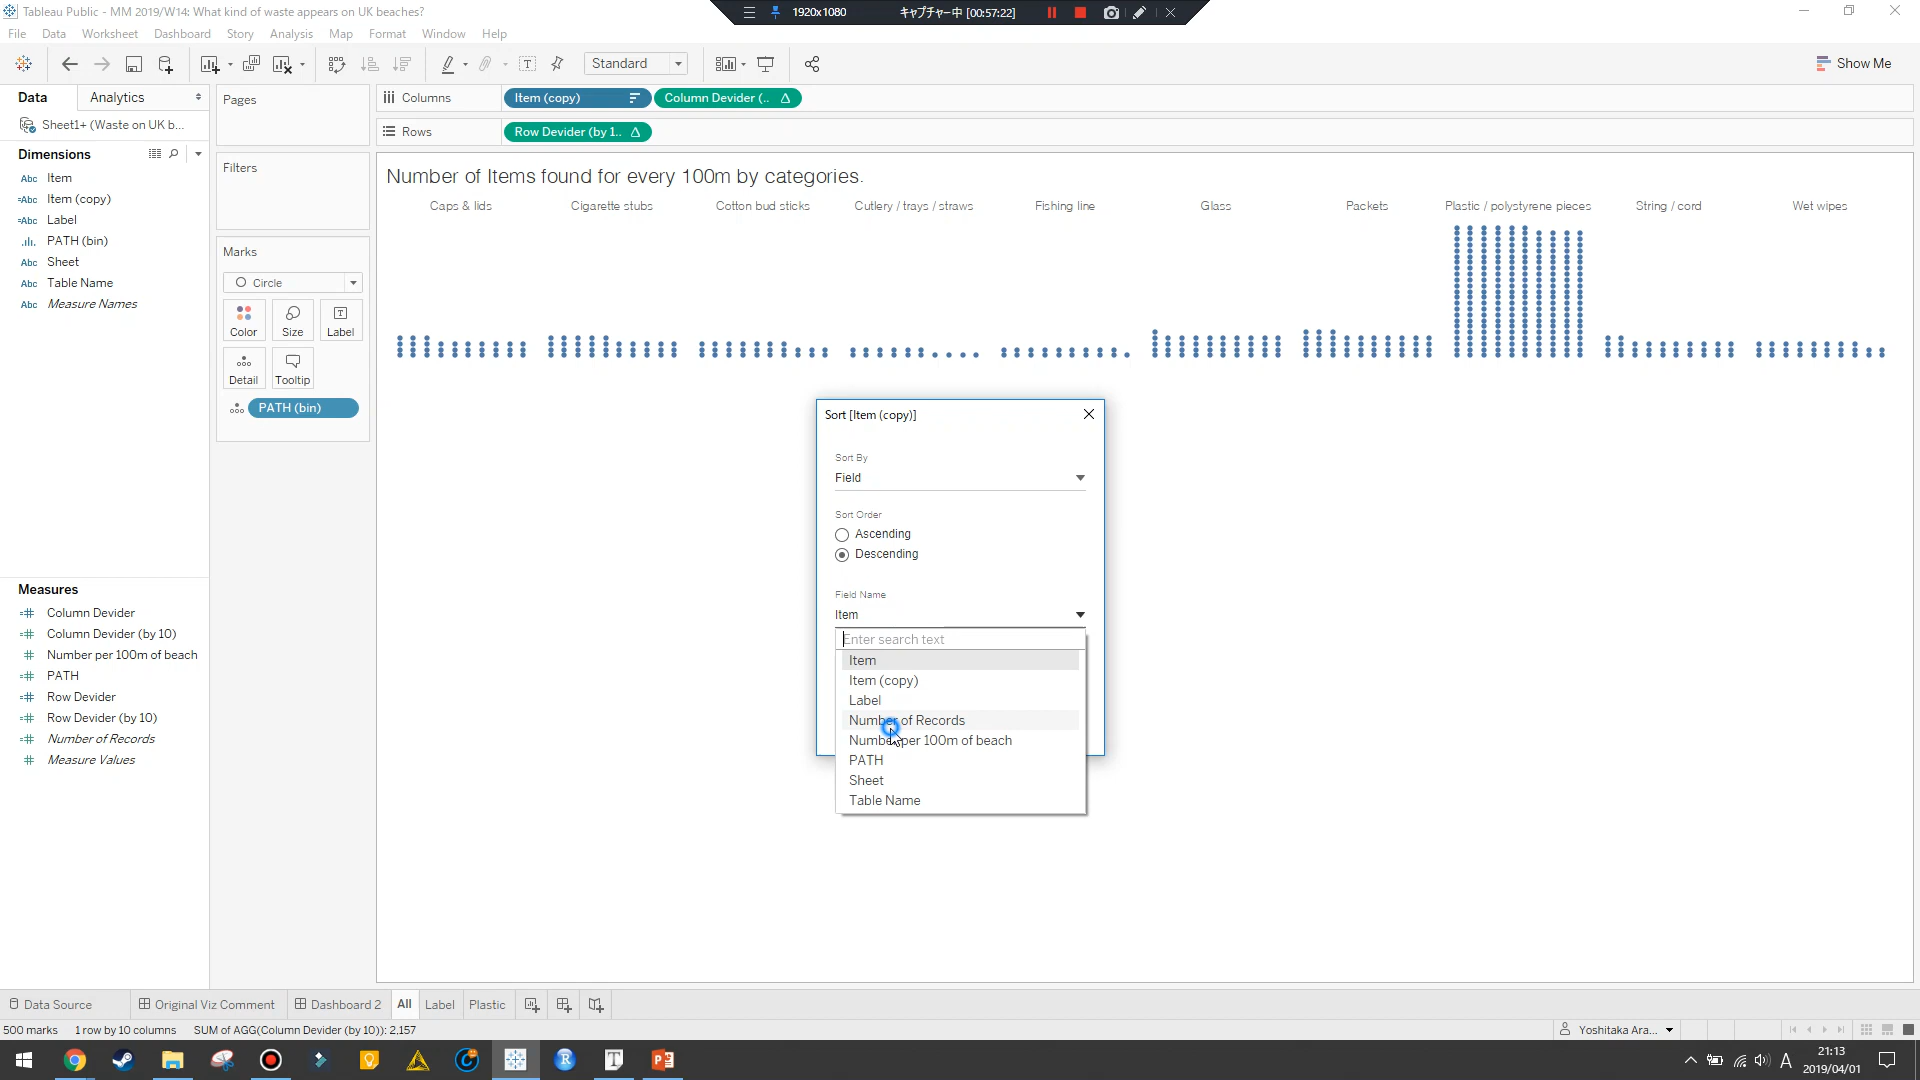 Tableau Public - MM 2019/W14: What kind of waste appears on UK beaches?
1920x1080
キャプチャー中 [00:57:22]
File Data Worksheet Dashboard Story Analysis Map Format Window Help
Standard
Show Me
Data
Analytics
Pages
Columns
Item (copy)
Column Devider (..
Sheet1+ (Waste on UK b...
Rows
Row Devider (by 1..
Dimensions
Filters
Number of Items found for every 100m by categories.
Abc Item
=Abc Item (copy)
=Abc Label
PATH (bin)
Abc Sheet
Abc Table Name
Abc Measure Names
Caps & lids
Cigarette stubs
Cotton bud sticks
Cutlery / trays / straws
Fishing line
Glass
Packets
Plastic / polystyrene pieces
String / cord
Wet wipes
Marks
Circle
Color
Size
Label
Detail
Tooltip
PATH (bin)
Sort [Item (copy)]
Sort By
Field
Sort Order
Ascending
Descending
Field Name
Item
Enter search text
Item
Item (copy)
Label
Number of Records
Number per 100m of beach
PATH
Sheet
Table Name
Measures
Column Devider
Column Devider (by 10)
Number per 100m of beach
PATH
Row Devider
Row Devider (by 10)
Number of Records
Measure Values
Data Source
Original Viz Comment
Dashboard 2
All
Label
Plastic
500 marks
1 row by 10 columns
SUM of AGG(Column Devider (by 10)): 2,157
Yoshitaka Ara...
A
21:13
2019/04/01